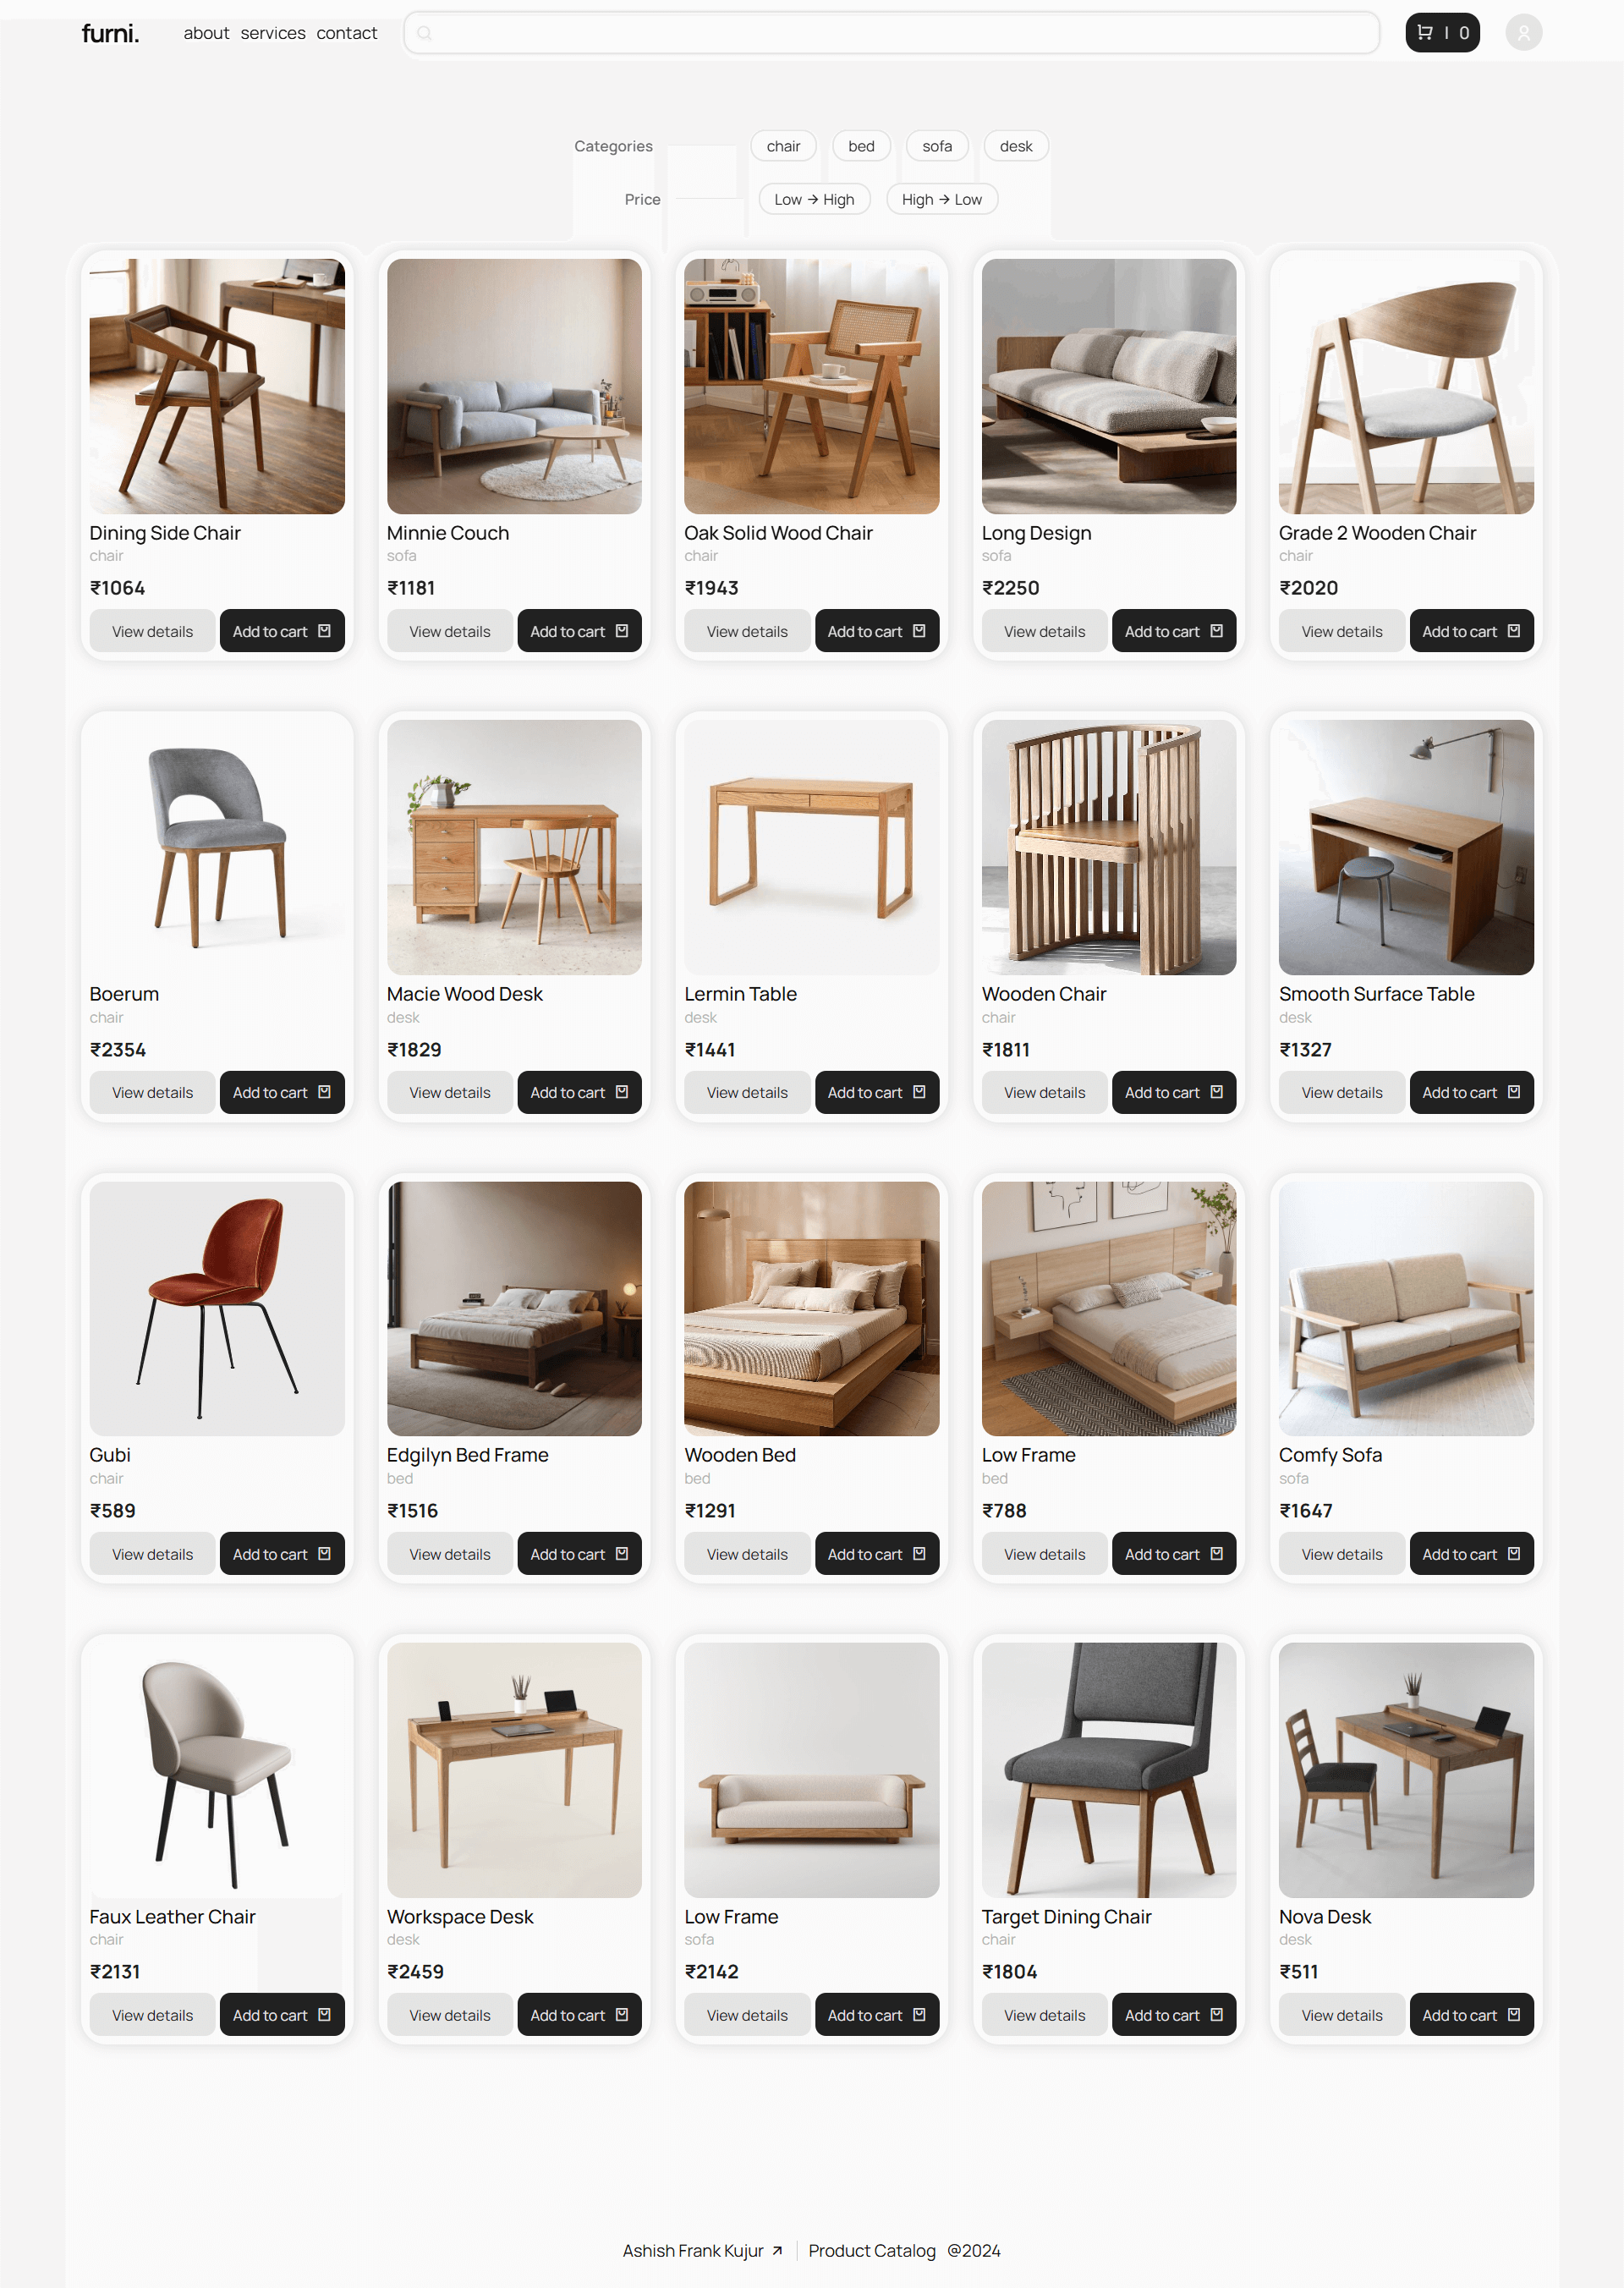 furni. about services contact | 0
Categories chair bed sofa desk
Price Low → High High → Low
Dining Side Chair
chair
₹1064
View details Add to cart
Minnie Couch
sofa
₹1181
View details Add to cart
Oak Solid Wood Chair
chair
₹1943
View details Add to cart
Long Design
sofa
₹2250
View details Add to cart
Grade 2 Wooden Chair
chair
₹2020
View details Add to cart
Boerum
chair
₹2354
View details Add to cart
Macie Wood Desk
desk
₹1829
View details Add to cart
Lermin Table
desk
₹1441
View details Add to cart
Wooden Chair
chair
₹1811
View details Add to cart
Smooth Surface Table
desk
₹1327
View details Add to cart
Gubi
chair
₹589
View details Add to cart
Edgilyn Bed Frame
bed
₹1516
View details Add to cart
Wooden Bed
bed
₹1291
View details Add to cart
Low Frame
bed
₹788
View details Add to cart
Comfy Sofa
sofa
₹1647
View details Add to cart
Faux Leather Chair
chair
₹2131
View details Add to cart
Workspace Desk
desk
₹2459
View details Add to cart
Low Frame
sofa
₹2142
View details Add to cart
Target Dining Chair
chair
₹1804
View details Add to cart
Nova Desk
desk
₹511
View details Add to cart
Ashish Frank Kujur ↗ | Product Catalog @2024